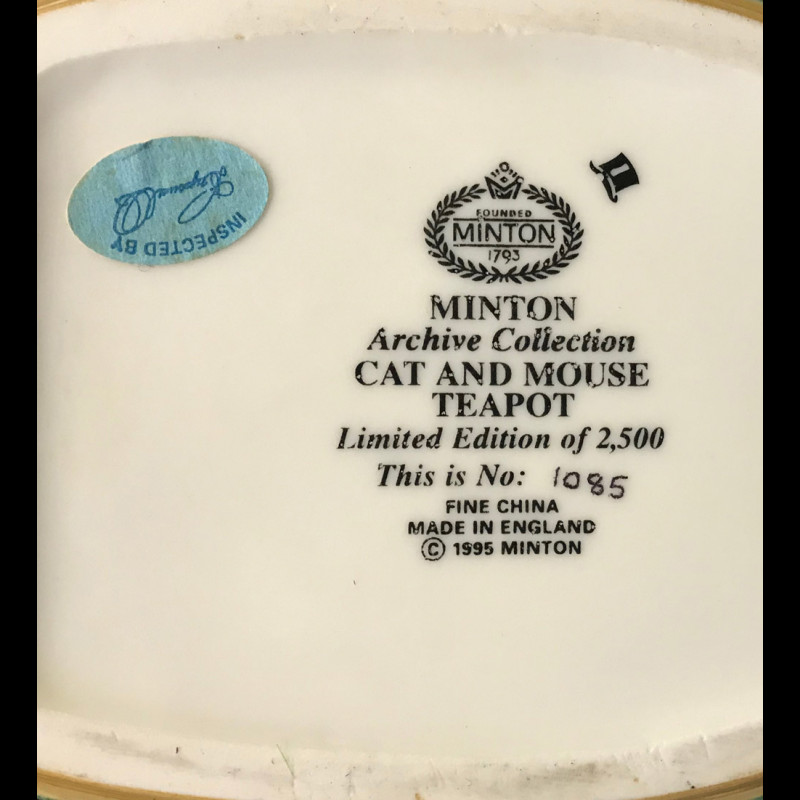 INSPECTED BY
FOUNDED
MINTON
1793
MINTON
Archive Collection
CAT AND MOUSE
TEAPOT
Limited Edition of 2,500
This is No: 1085
FINE CHINA
MADE IN ENGLAND
© 1995 MINTON